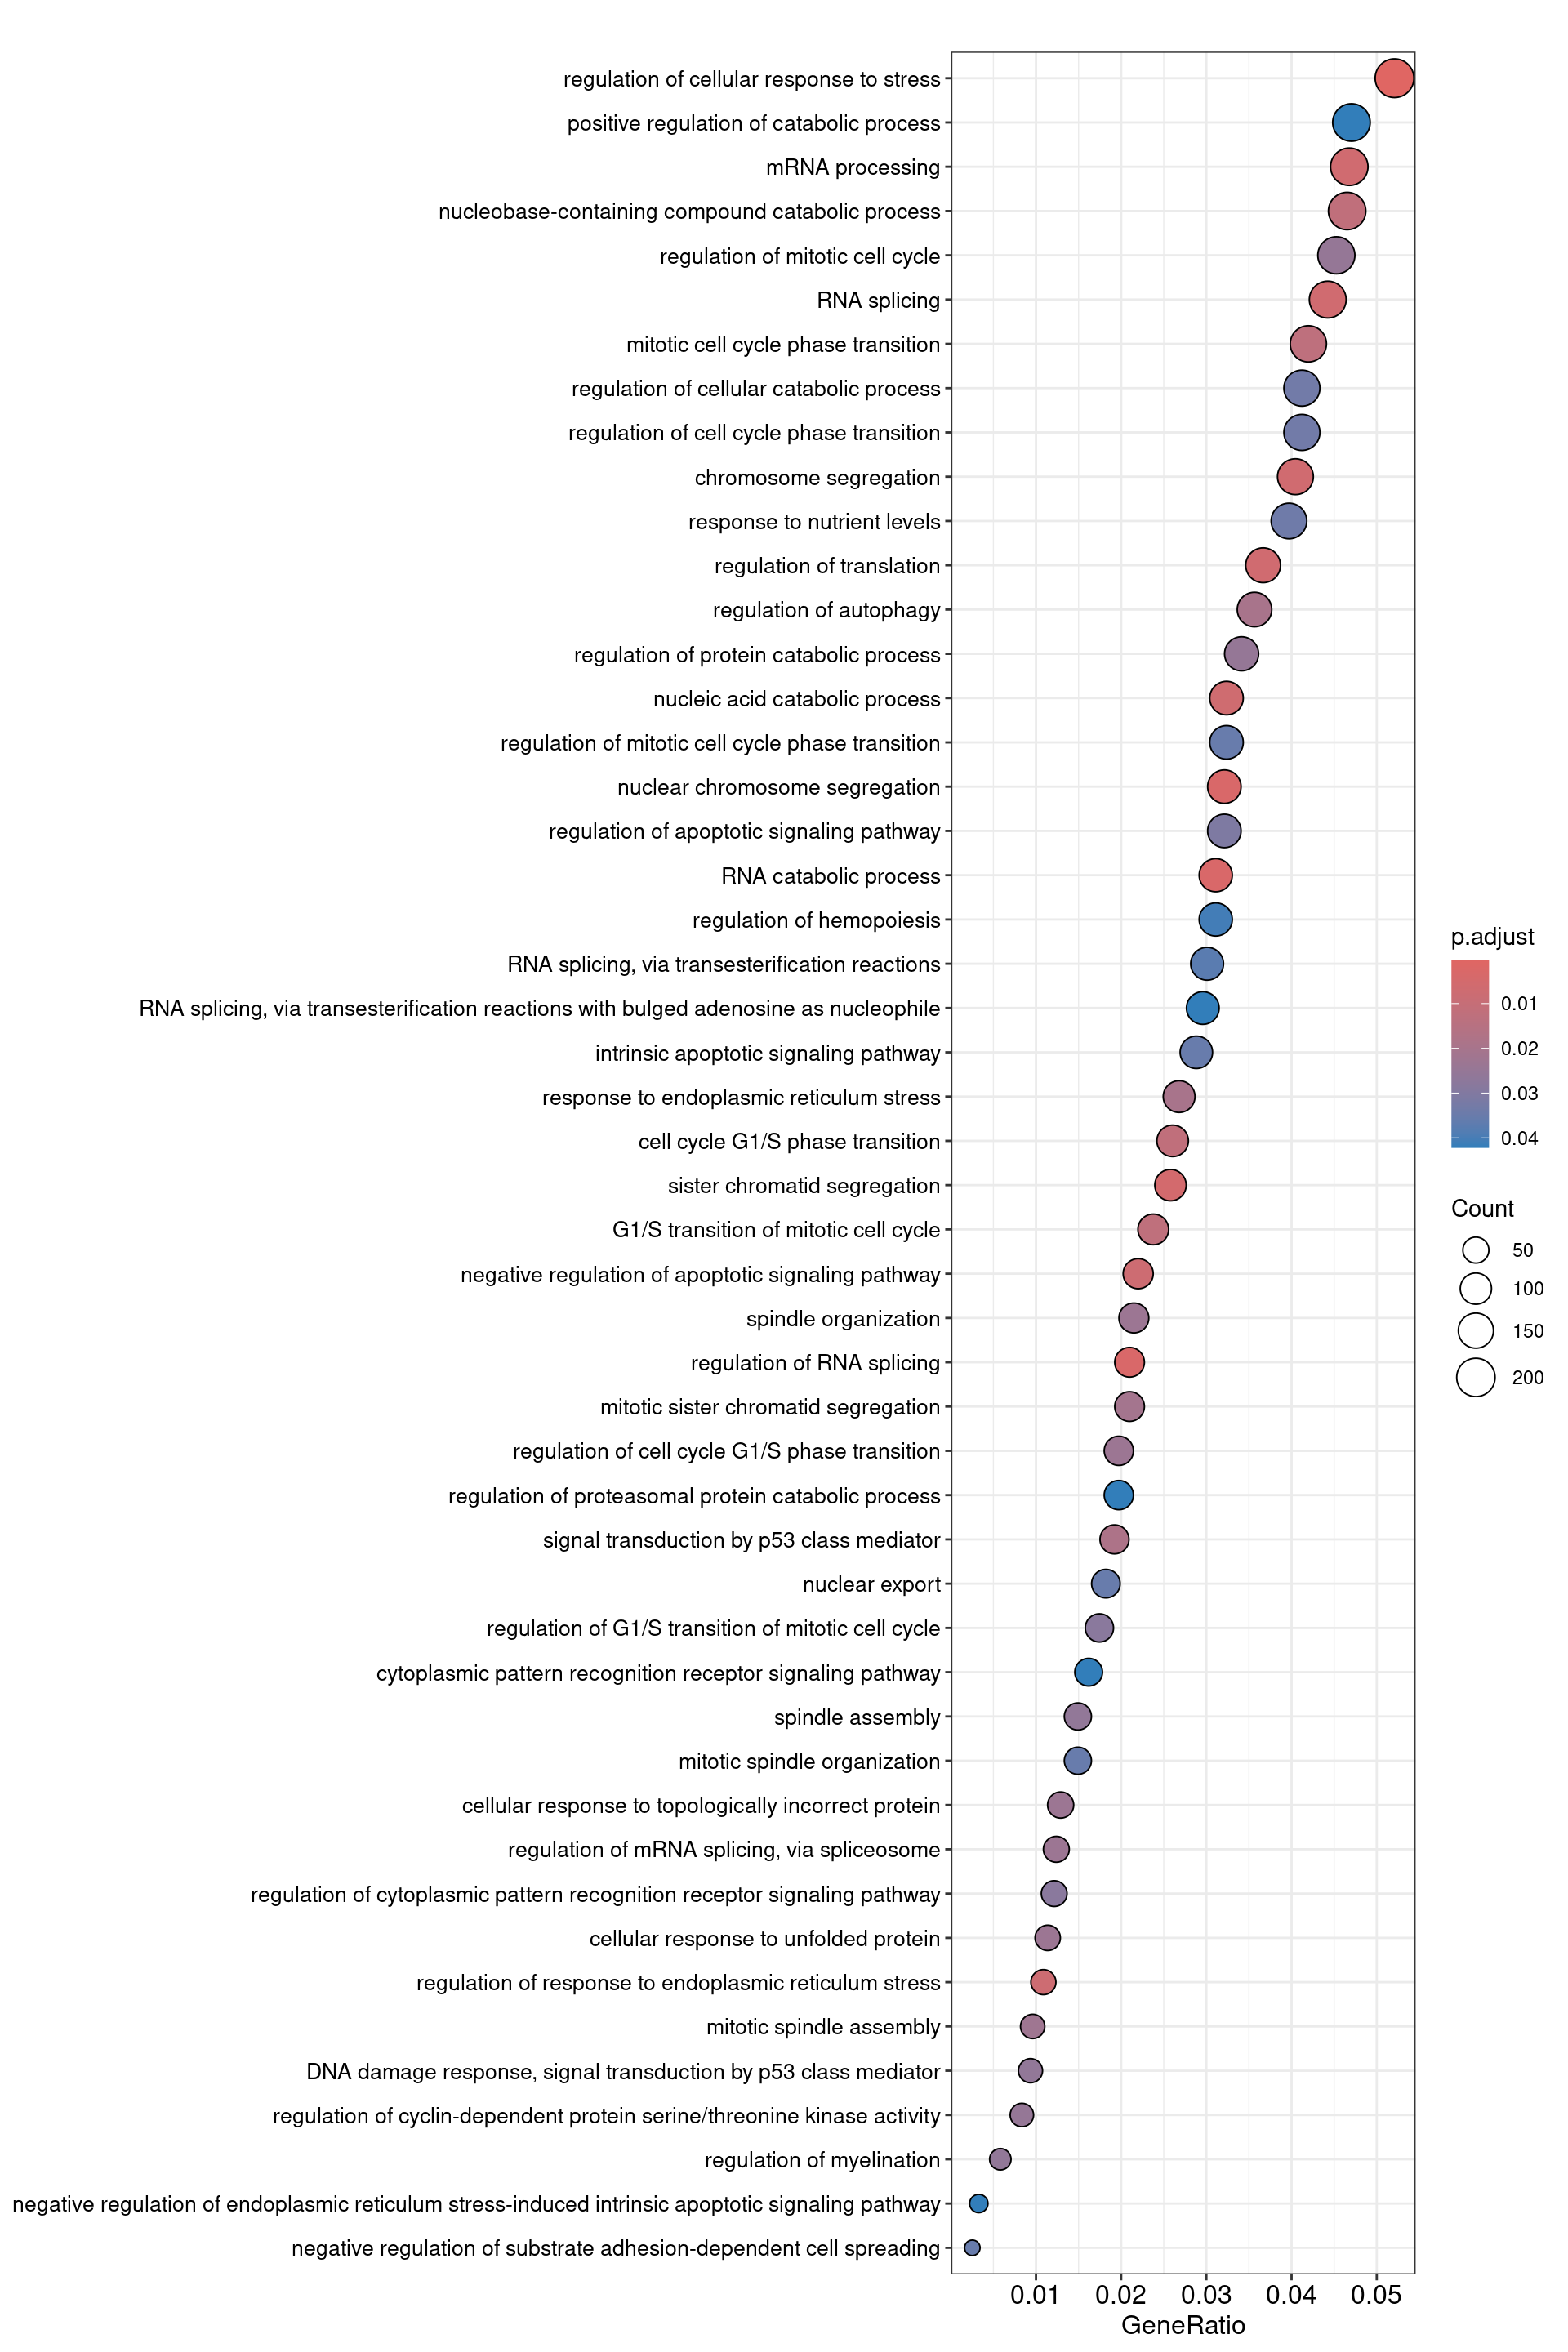 regulation of cellular response to stress
positive regulation of catabolic process
mRNA processing
nucleobase-containing compound catabolic process
regulation of mitotic cell cycle
RNA splicing
mitotic cell cycle phase transition
regulation of cellular catabolic process
regulation of cell cycle phase transition
chromosome segregation
response to nutrient levels
regulation of translation
regulation of autophagy
regulation of protein catabolic process
nucleic acid catabolic process
regulation of mitotic cell cycle phase transition
nuclear chromosome segregation
regulation of apoptotic signaling pathway
RNA catabolic process
regulation of hemopoiesis
RNA splicing, via transesterification reactions
RNA splicing, via transesterification reactions with bulged adenosine as nucleophile
intrinsic apoptotic signaling pathway
response to endoplasmic reticulum stress
cell cycle G1/S phase transition
sister chromatid segregation
G1/S transition of mitotic cell cycle
negative regulation of apoptotic signaling pathway
spindle organization
regulation of RNA splicing
mitotic sister chromatid segregation
regulation of cell cycle G1/S phase transition
regulation of proteasomal protein catabolic process
signal transduction by p53 class mediator
nuclear export
regulation of G1/S transition of mitotic cell cycle
cytoplasmic pattern recognition receptor signaling pathway
spindle assembly
mitotic spindle organization
cellular response to topologically incorrect protein
regulation of mRNA splicing, via spliceosome
regulation of cytoplasmic pattern recognition receptor signaling pathway
cellular response to unfolded protein
regulation of response to endoplasmic reticulum stress
mitotic spindle assembly
DNA damage response, signal transduction by p53 class mediator
regulation of cyclin-dependent protein serine/threonine kinase activity
regulation of myelination
negative regulation of endoplasmic reticulum stress-induced intrinsic apoptotic signaling pathway
negative regulation of substrate adhesion-dependent cell spreading
0.01 0.02 0.03 0.04 0.05
GeneRatio
p.adjust
0.01
0.02
0.03
0.04
Count
50
100
150
200